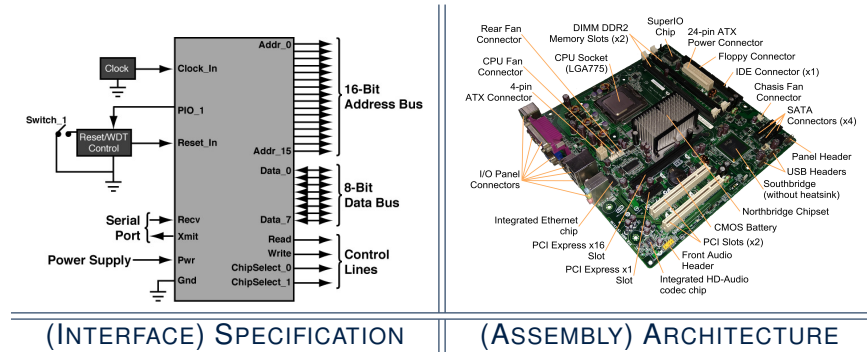 Addr_0
Clock
Clock_In
16-Bit
Address Bus
PIO_1
Switch_1
Reset/WDT
Control
Reset_In
Addr_15
Data_0
8-Bit
Data Bus
Data_7
Serial
Port
Recv
Xmit
Read
Write
Control
Lines
Power Supply
Pwr
ChipSelect_0
Gnd
ChipSelect_1
(INTERFACE) SPECIFICATION
Rear Fan
Connector
DIMM DDR2
Memory Slots (x2)
SuperIO
Chip
24-pin ATX
Power Connector
CPU Fan
Connector
CPU Socket
(LGA775)
Floppy Connector
IDE Connector (x1)
4-pin
ATX Connector
Chasis Fan
Connector
SATA
Connectors (x4)
Panel Header
I/O Panel
Connectors
USB Headers
Southbridge
(without heatsink)
Integrated Ethernet
chip
Northbridge Chipset
CMOS Battery
PCI Express x16
Slot
PCI Slots (x2)
PCI Express x1
Slot
Front Audio
Header
Integrated HD-Audio
codec chip
(ASSEMBLY) ARCHITECTURE